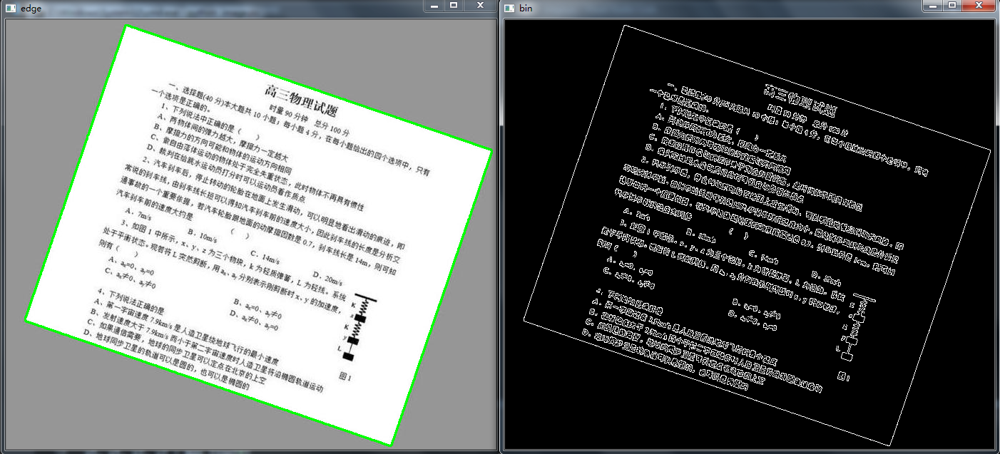 edge
高三物理试题
时量 90 分钟 总分 100 分
一、选择题(40 分)本大题共 10 小题；每小题 4 分，在每小题给出的四个选项中，只有
一个选项是正确的。
1、下列说法中正确的是（ ）
A、两物体间的弹力越大，摩擦力一定越大
B、摩擦力的方向可能和物体的运动方向相同
C、做自由落体运动的物体处于完全失重状态，此时物体不再具有惯性
D、裁判在给跳水运动员打分时可以运动员看作质点
2、汽车刹车后，停止转动的轮胎在地面上发生滑动，可以明显地看出滑动的痕迹，即
常说的刹车线，由刹车线长短可以得知汽车刹车前的速度大小，因此刹车线的长度是分析交
通事故的一个重要依据，若汽车轮胎跟地面的动摩擦因数是 0.7，刹车线长是 14m，则可知
汽车刹车前的速度大约是 （ ）
A．7m/s B．10m/s C．14m/s D．20m/s
3、如图 1 中所示，x、y、z 为三个物块，k 为轻质弹簧，L 为轻线。系统
处于平衡状态。现若将 L 突然剪断，用 aₓ、aᵧ 分别表示刚剪断时 x、y 的加速度，
则有（ ）
A、aₓ=0、aᵧ=0 B、aₓ=0、aᵧ≠0
C、aₓ≠0、aᵧ≠0 D、aₓ≠0、aᵧ=0
K
x
K
y
L
图 1
4、下列说法正确的是
A、第一宇宙速度 7.9km/s 是人造卫星绕地球飞行的最小速度
B、发射速度大于 7.9km/s 而小于第二宇宙速度时人造卫星将沿椭圆轨道运动
C、如果通信需要，地球的同步卫星可以定点在北京的上空
D、地球同步卫星的轨道可以是圆的，也可以是椭圆的
bin